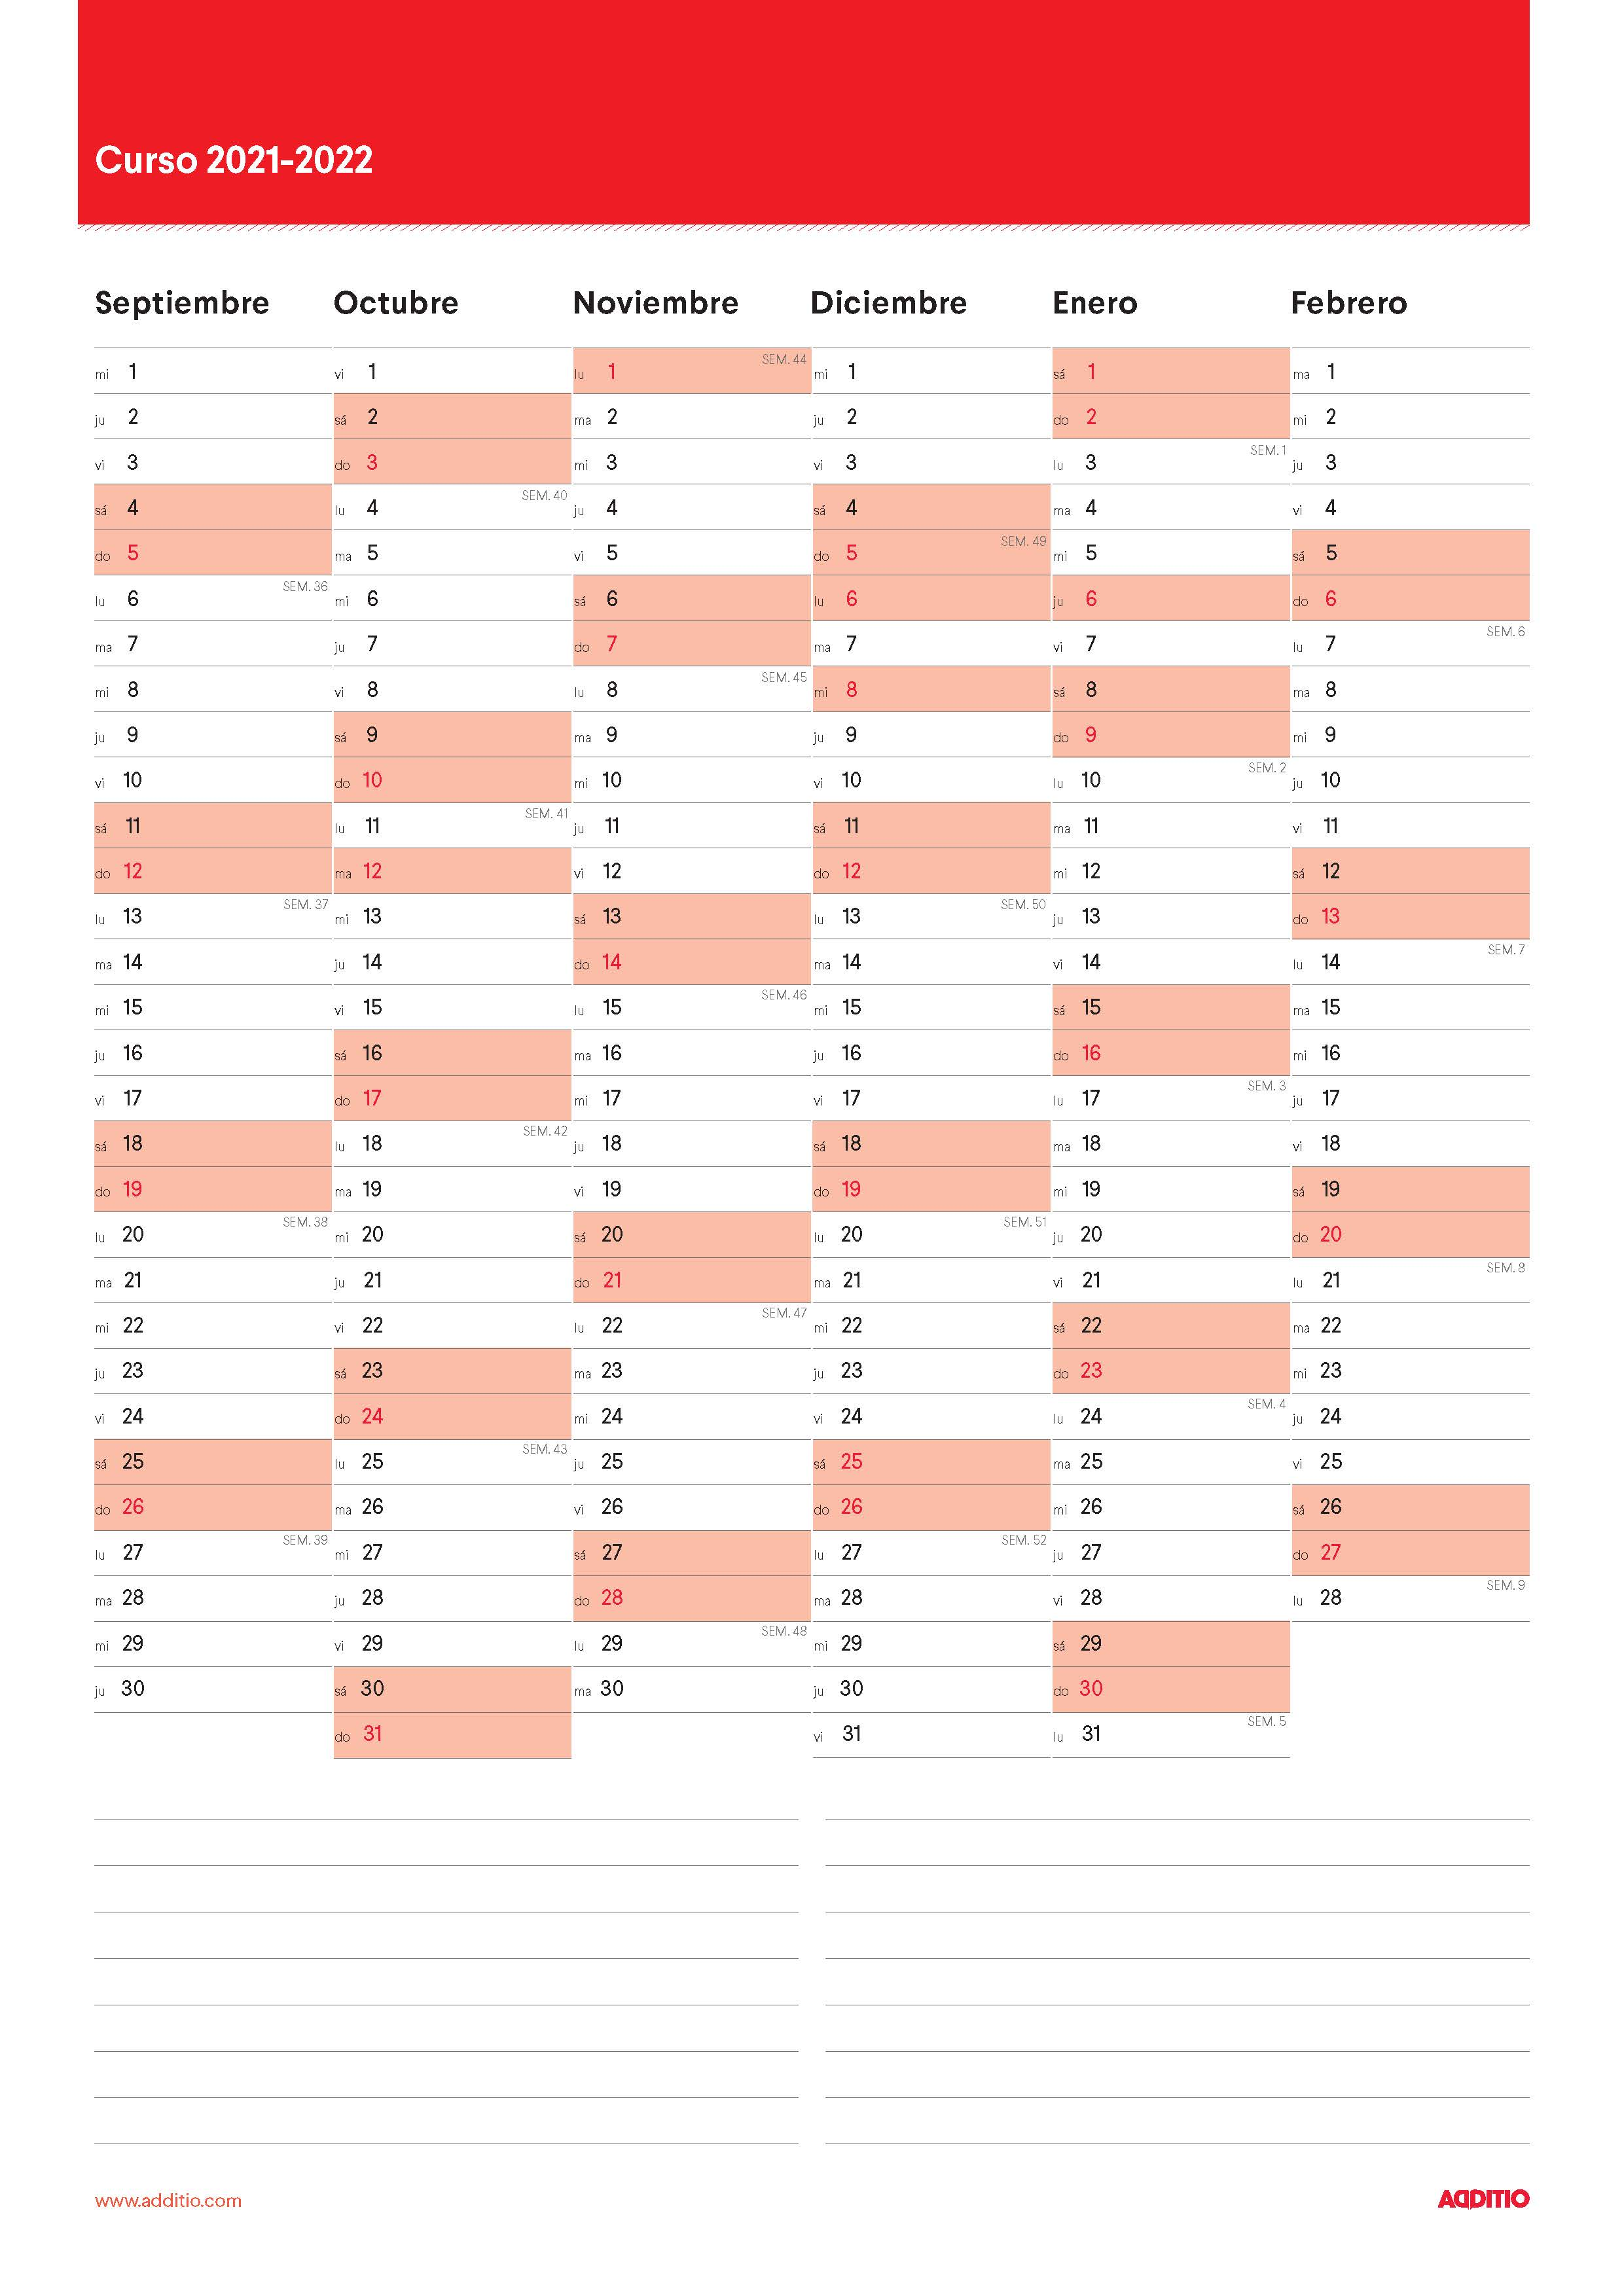 Curso 2021-2022
Septiembre Octubre Noviembre Diciembre Enero Febrero
mi 1 vi 1 lu 1 SEM. 44 mi 1 sá 1 ma 1
ju 2 sá 2 ma 2 ju 2 do 2 mi 2
vi 3 do 3 mi 3 vi 3 lu 3 SEM. 1 ju 3
sá 4 lu 4 SEM. 40 ju 4 sá 4 ma 4 vi 4
do 5 ma 5 vi 5 do 5 SEM. 49 mi 5 sá 5
lu 6 SEM. 36 mi 6 sá 6 lu 6 ju 6 do 6
ma 7 ju 7 do 7 ma 7 vi 7 lu 7 SEM. 6
mi 8 vi 8 lu 8 SEM. 45 mi 8 sá 8 ma 8
ju 9 sá 9 ma 9 ju 9 do 9 mi 9
vi 10 do 10 mi 10 vi 10 lu 10 SEM. 2 ju 10
sá 11 lu 11 SEM. 41 ju 11 sá 11 ma 11 vi 11
do 12 ma 12 vi 12 do 12 mi 12 sá 12
lu 13 SEM. 37 mi 13 sá 13 lu 13 SEM. 50 ju 13 do 13
ma 14 ju 14 do 14 ma 14 vi 14 lu 14 SEM. 7
mi 15 vi 15 lu 15 SEM. 46 mi 15 sá 15 ma 15
ju 16 sá 16 ma 16 ju 16 do 16 mi 16
vi 17 do 17 mi 17 vi 17 lu 17 SEM. 3 ju 17
sá 18 lu 18 SEM. 42 ju 18 sá 18 ma 18 vi 18
do 19 ma 19 vi 19 do 19 mi 19 sá 19
lu 20 SEM. 38 mi 20 sá 20 lu 20 SEM. 51 ju 20 do 20
ma 21 ju 21 do 21 ma 21 vi 21 lu 21 SEM. 8
mi 22 vi 22 lu 22 SEM. 47 mi 22 sá 22 ma 22
ju 23 sá 23 ma 23 ju 23 do 23 mi 23
vi 24 do 24 mi 24 vi 24 lu 24 SEM. 4 ju 24
sá 25 lu 25 SEM. 43 ju 25 sá 25 ma 25 vi 25
do 26 ma 26 vi 26 do 26 mi 26 sá 26
lu 27 SEM. 39 mi 27 sá 27 lu 27 SEM. 52 ju 27 do 27
ma 28 ju 28 do 28 ma 28 vi 28 lu 28 SEM. 9
mi 29 vi 29 lu 29 SEM. 48 mi 29 sá 29
ju 30 sá 30 ma 30 ju 30 do 30
do 31 vi 31 lu 31 SEM. 5
www.additio.com ADDITIO